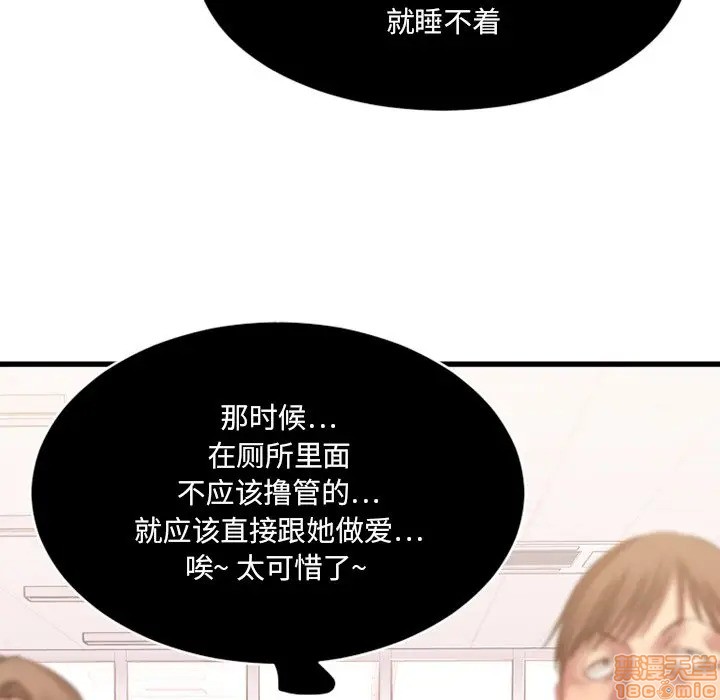 就睡不着
那时候...
在厕所里面
不应该撸管的...
就应该直接跟她做爱...
唉~ 太可惜了~